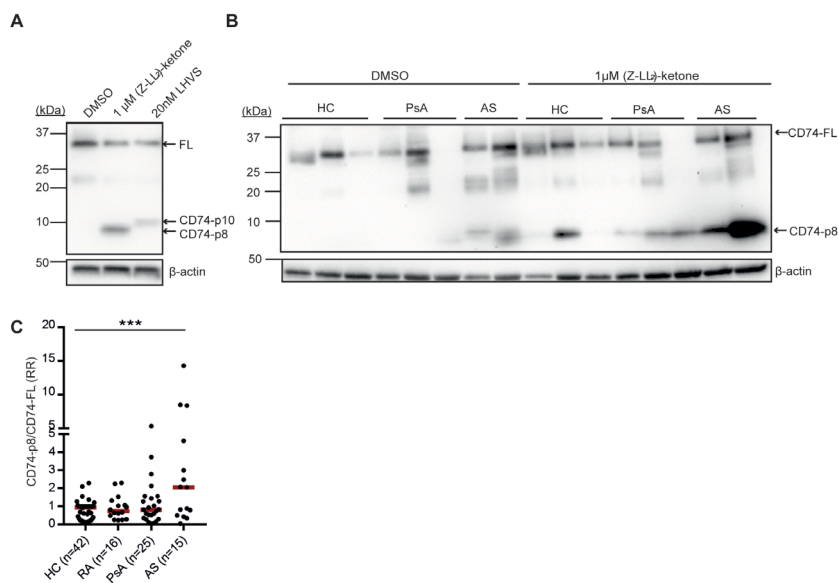 A
DMSO
1 µM (Z-LL)2-ketone
20nM LHVS
(kDa)
37
25
20
10
50
FL
CD74-p10
CD74-p8
β-actin
B
DMSO
1µM (Z-LL)2-ketone
HC
PsA
AS
HC
PsA
AS
(kDa)
37
25
20
10
50
CD74-FL
CD74-p8
β-actin
C
***
CD74-p8/CD74-FL (RR)
20
15
10
5
5
4
3
2
1
0
HC (n=42)
RA (n=16)
PsA (n=25)
AS (n=15)